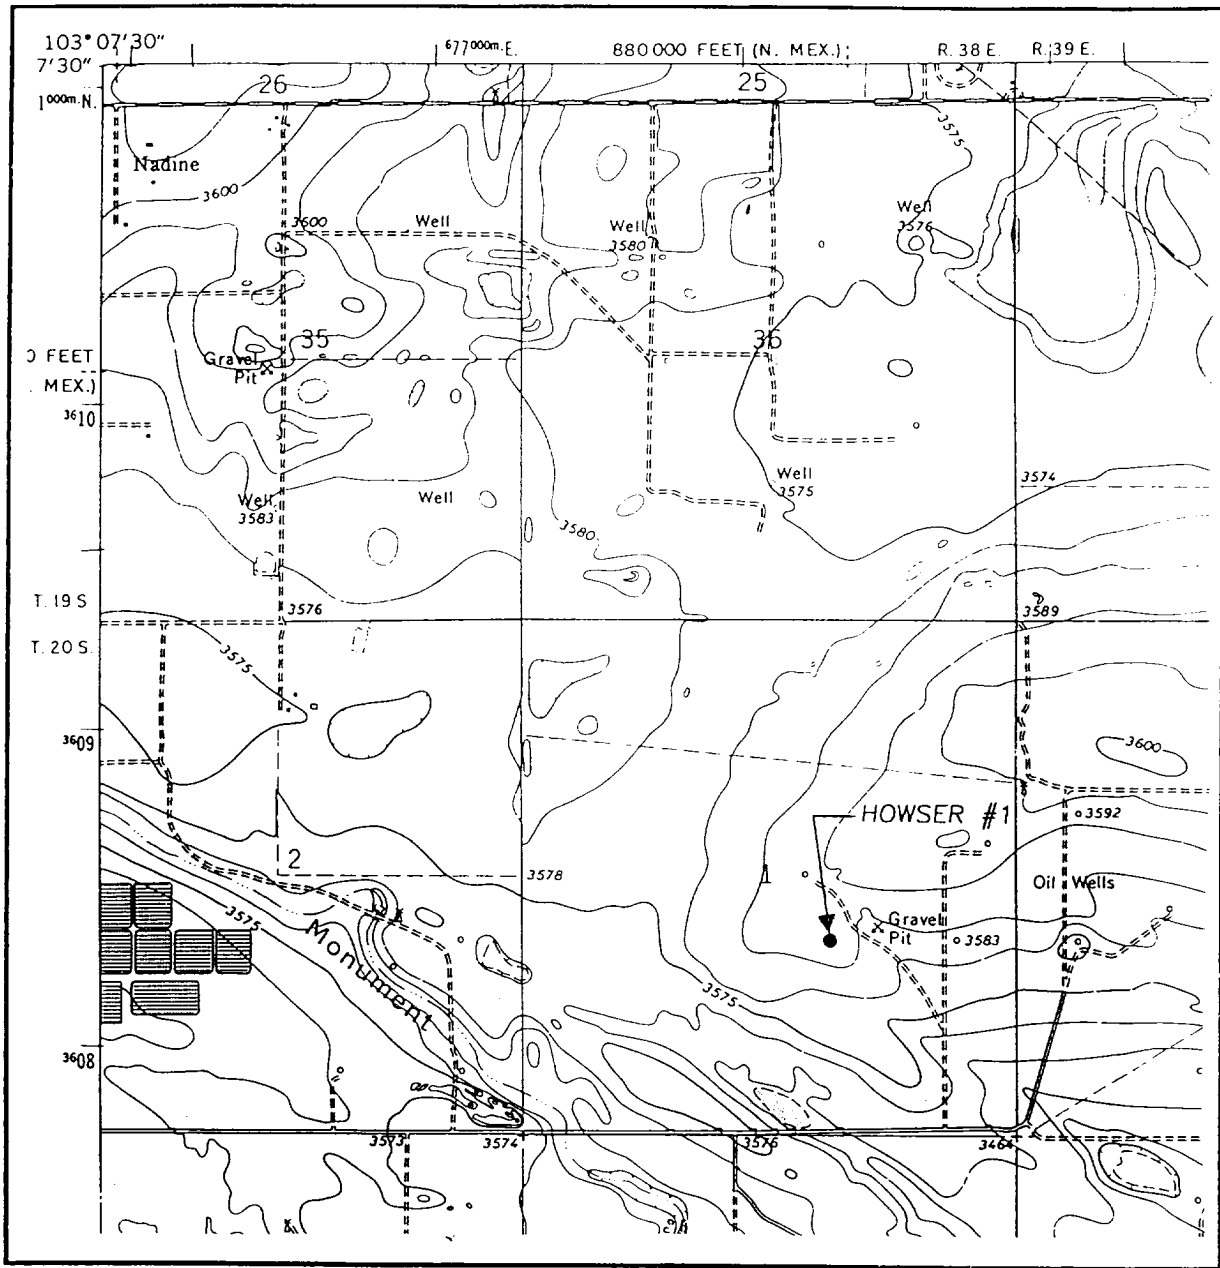 103° 07'30"
677000m. E.
880 000 FEET (N. MEX.)
R. 38 E.
R. 39 E.
7'30"
26
25
1000m. N.
3575
Nadine
3600
3600
Well
Well
3580
Well
3576
35
36
0 FEET
. MEX.)
Gravel
Pit
3610
Well
3583
Well
Well
3575
3574
3580
T. 19 S
3576
3589
T. 20 S.
3575
3609
3600
HOWSER #1
3592
2
3578
1
Oil Wells
3575
Gravel
Pit
3583
Monument
3575
3608
3573
3574
3576
3464